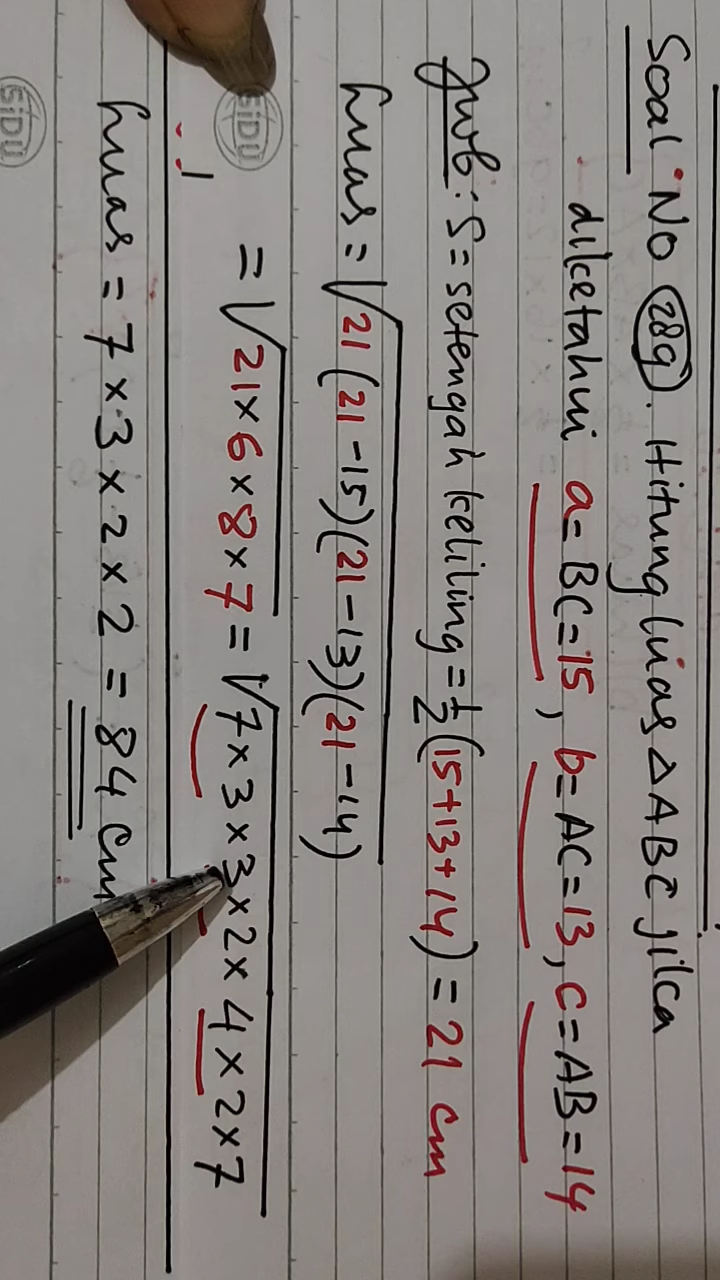 Soal No 289. Hitung luas △ABC jika
diketahui a=BC=15, b=AC=13, c=AB=14
Jwb: S= setengah keliling = 1/2 (15+13+14) = 21 cm
luas = √21(21-15)(21-13)(21-14)
= √21×6×8×7 = √7×3×3×2×4×2×7
luas = 7×3×2×2 = 84 cm
SiDU
SiDU